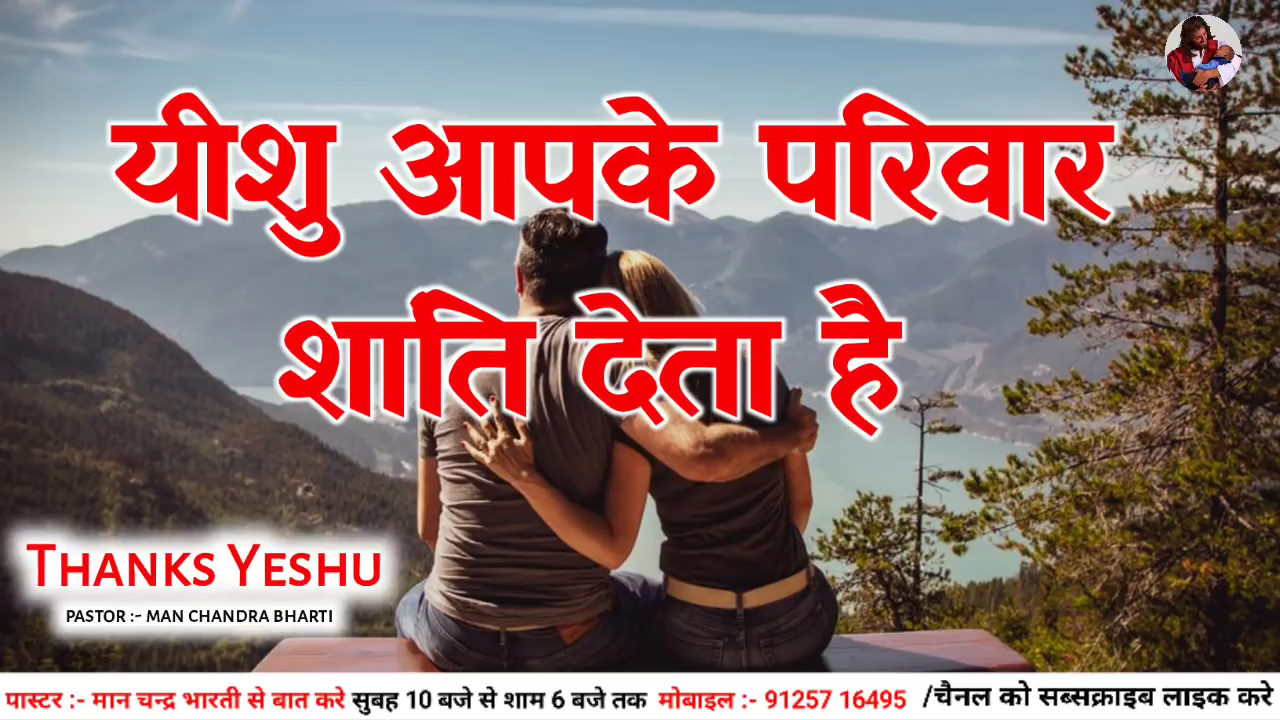 यीशु आपके परिवार
शांति देता है
THANKS YESHU
PASTOR :- MAN CHANDRA BHARTI
पास्टर :- मान चन्द्र भारती से बात करे सुबह 10 बजे से शाम 6 बजे तक मोबाइल :- 91257 16495 /चैनल को सब्सक्राइब लाइक करे